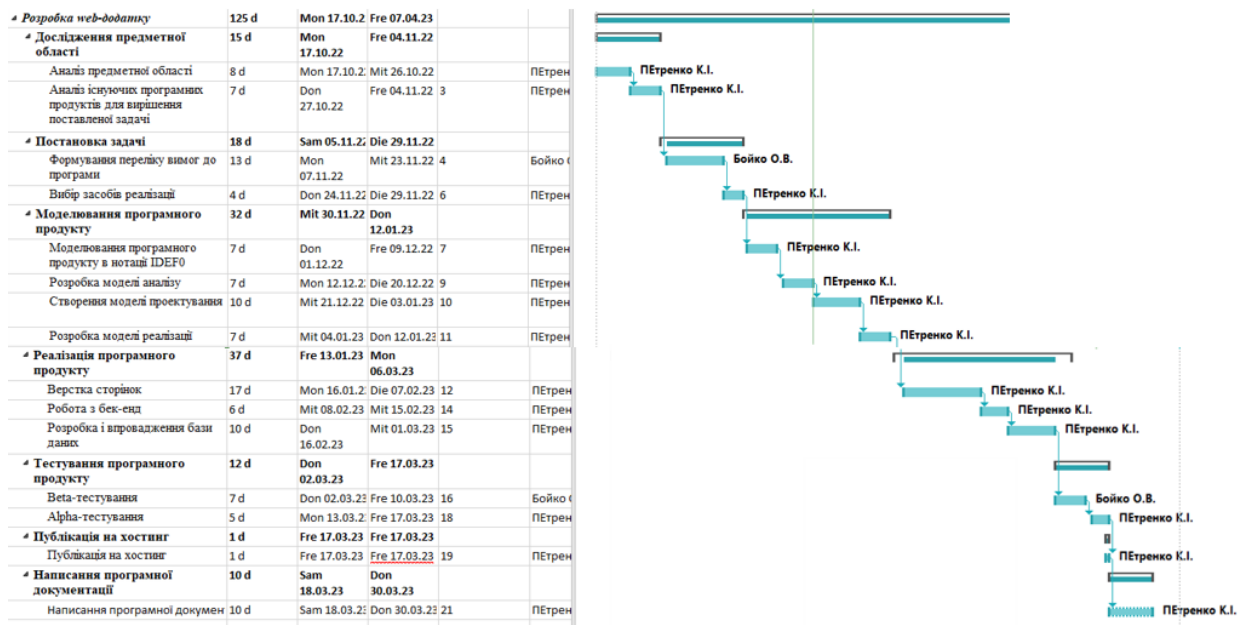 Розробка web-додатку 125 d Mon 17.10.2 Fre 07.04.23
Дослідження предметної 15 d Mon Fre 04.11.22
області 17.10.22
Аналіз предметної області 8 d Mon 17.10.2 Mit 26.10.22 ПЕтрен ПЕтренко К.І.
Аналіз існуючих програмних 7 d Don Fre 04.11.22 3 ПЕтрен ПЕтренко К.І.
продуктів для вирішення 27.10.22
поставленої задачі
Постановка задачі 18 d Sam 05.11.22 Die 29.11.22
Формування переліку вимог до 13 d Mon Mit 23.11.22 4 Бойко Бойко О.В.
програми 07.11.22
Вибір засобів реалізації 4 d Don 24.11.22 Die 29.11.22 6 ПЕтрен ПЕтренко К.І.
Моделювання програмного 32 d Mit 30.11.22 Don
продукту 12.01.23
Моделювання програмного 7 d Don Fre 09.12.22 7 ПЕтрен ПЕтренко К.І.
продукту в нотації IDEF0 01.12.22
Розробка моделі аналізу 7 d Mon 12.12.2 Die 20.12.22 9 ПЕтрен ПЕтренко К.І.
Створення моделі проектування 10 d Mit 21.12.22 Die 03.01.23 10 ПЕтрен ПЕтренко К.І.
Розробка моделі реалізації 7 d Mit 04.01.23 Don 12.01.23 11 ПЕтрен ПЕтренко К.І.
Реалізація програмного 37 d Fre 13.01.23 Mon
продукту 06.03.23
Верстка сторінок 17 d Mon 16.01.2 Die 07.02.23 12 ПЕтрен ПЕтренко К.І.
Робота з бек-енд 6 d Mit 08.02.23 Mit 15.02.23 14 ПЕтрен ПЕтренко К.І.
Розробка і впровадження бази 10 d Don Mit 01.03.23 15 ПЕтрен ПЕтренко К.І.
даних 16.02.23
Тестування програмного 12 d Don Fre 17.03.23
продукту 02.03.23
Beta-тестування 7 d Don 02.03.23 Fre 10.03.23 16 Бойко Бойко О.В.
Alpha-тестування 5 d Mon 13.03.2 Fre 17.03.23 18 ПЕтрен ПЕтренко К.І.
Публікація на хостинг 1 d Fre 17.03.23 Fre 17.03.23
Публікація на хостинг 1 d Fre 17.03.23 Fre 17.03.23 19 ПЕтрен ПЕтренко К.І.
Написання програмної 10 d Sam Don
документації 18.03.23 30.03.23
Написання програмної докумен 10 d Sam 18.03.23 Don 30.03.23 21 ПЕтрен ПЕтренко К.І.